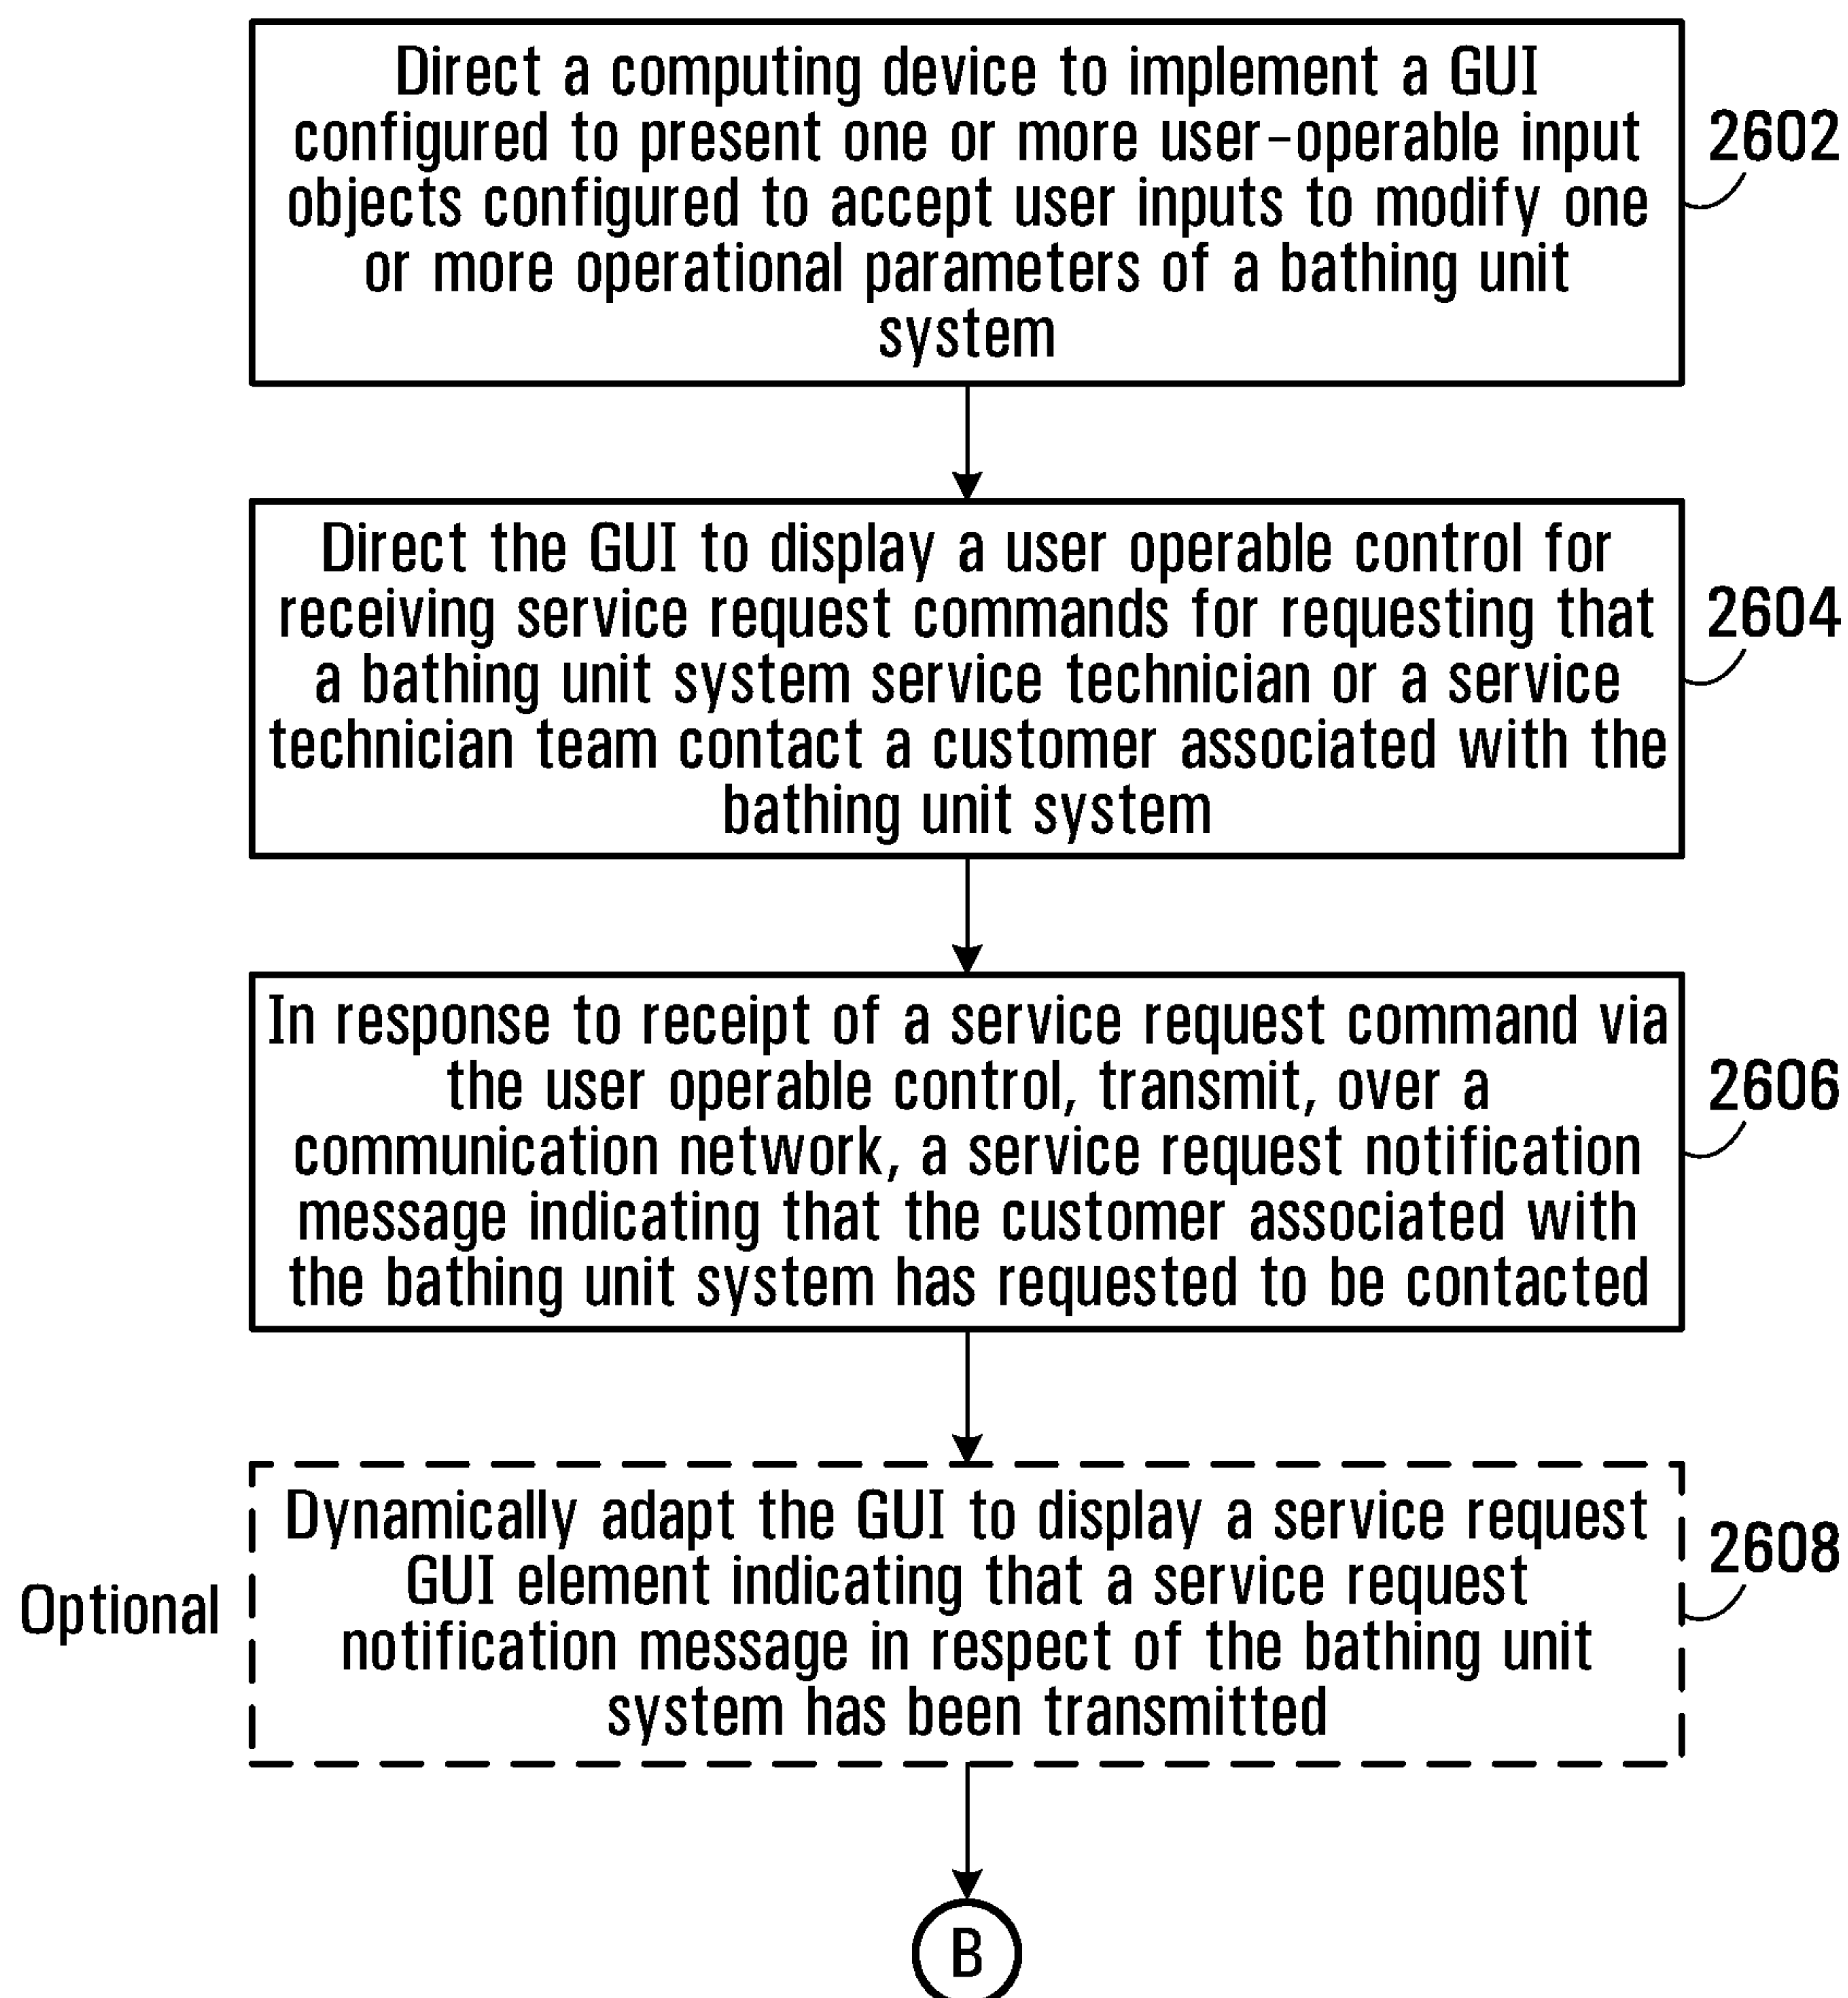 Direct a computing device to implement a GUI
configured to present one or more user-operable input
objects configured to accept user inputs to modify one
or more operational parameters of a bathing unit
system
2602
Direct the GUI to display a user operable control for
receiving service request commands for requesting that
a bathing unit system service technician or a service
technician team contact a customer associated with the
bathing unit system
2604
In response to receipt of a service request command via
the user operable control, transmit, over a
communication network, a service request notification
message indicating that the customer associated with
the bathing unit system has requested to be contacted
2606
Optional
Dynamically adapt the GUI to display a service request
GUI element indicating that a service request
notification message in respect of the bathing unit
system has been transmitted
2608
B